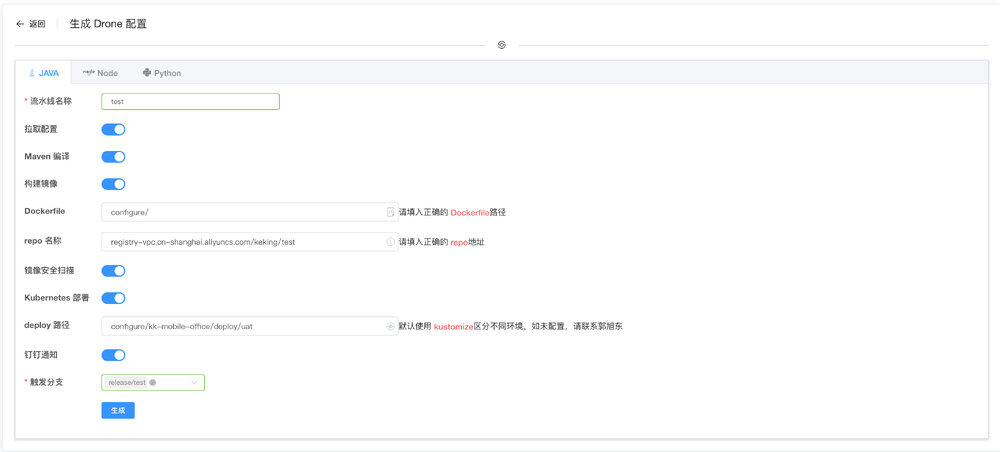 返回 生成 Drone 配置
JAVA Node Python
* 流水线名称 test
拉取配置
Maven 编译
构建镜像
Dockerfile configure/ 请填入正确的 Dockerfile路径
repo 名称 registry-vpc.cn-shanghai.aliyuncs.com/keking/test 请填入正确的 repo地址
镜像安全扫描
Kubernetes 部署
deploy 路径 configure/kk-mobile-office/deploy/uat 默认使用 kustomize区分不同环境，如未配置，请联系郭旭东
钉钉通知
* 触发分支 release/test
生成